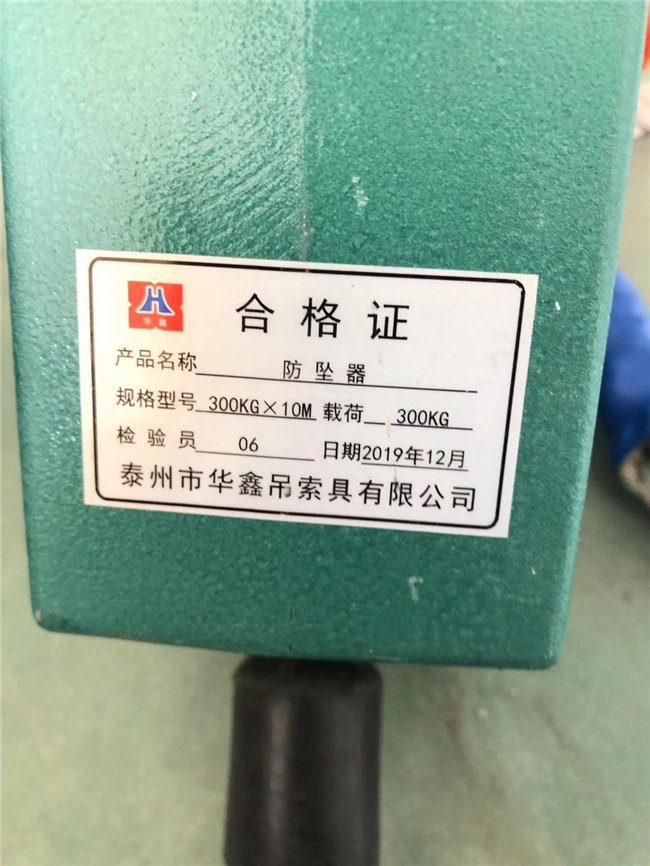 华鑫
合格证
产品名称 防坠器
规格型号 300KG×10M 载荷 300KG
检验员 06 日期2019年12月
泰州市华鑫吊索具有限公司